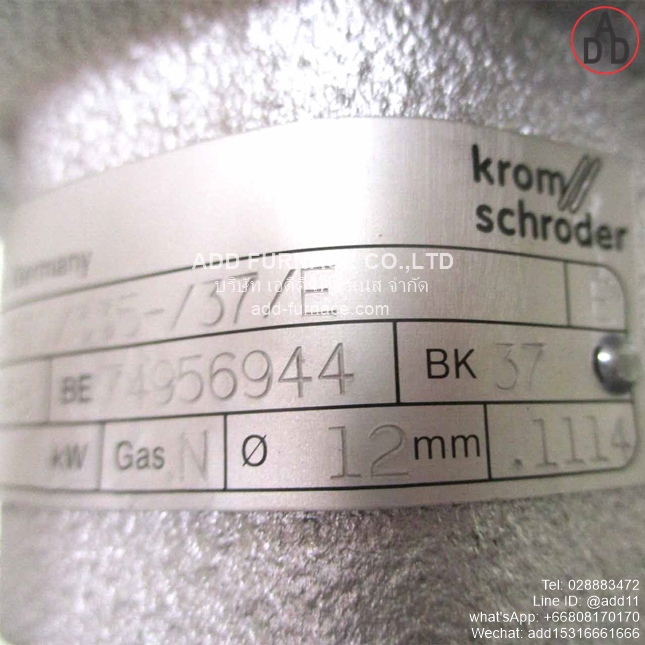 ADD
krom
schroder
Germany
ADD FURNACE CO.,LTD
บริษัท เอดีดี เฟอร์เนส จำกัด
add-furnace.com
-/37/E
BE 74956944 BK 37
kW Gas N Ø 12 mm .1114
Tel: 028883472
Line ID: @add11
what'sApp: +66808170170
Wechat: add15316661666